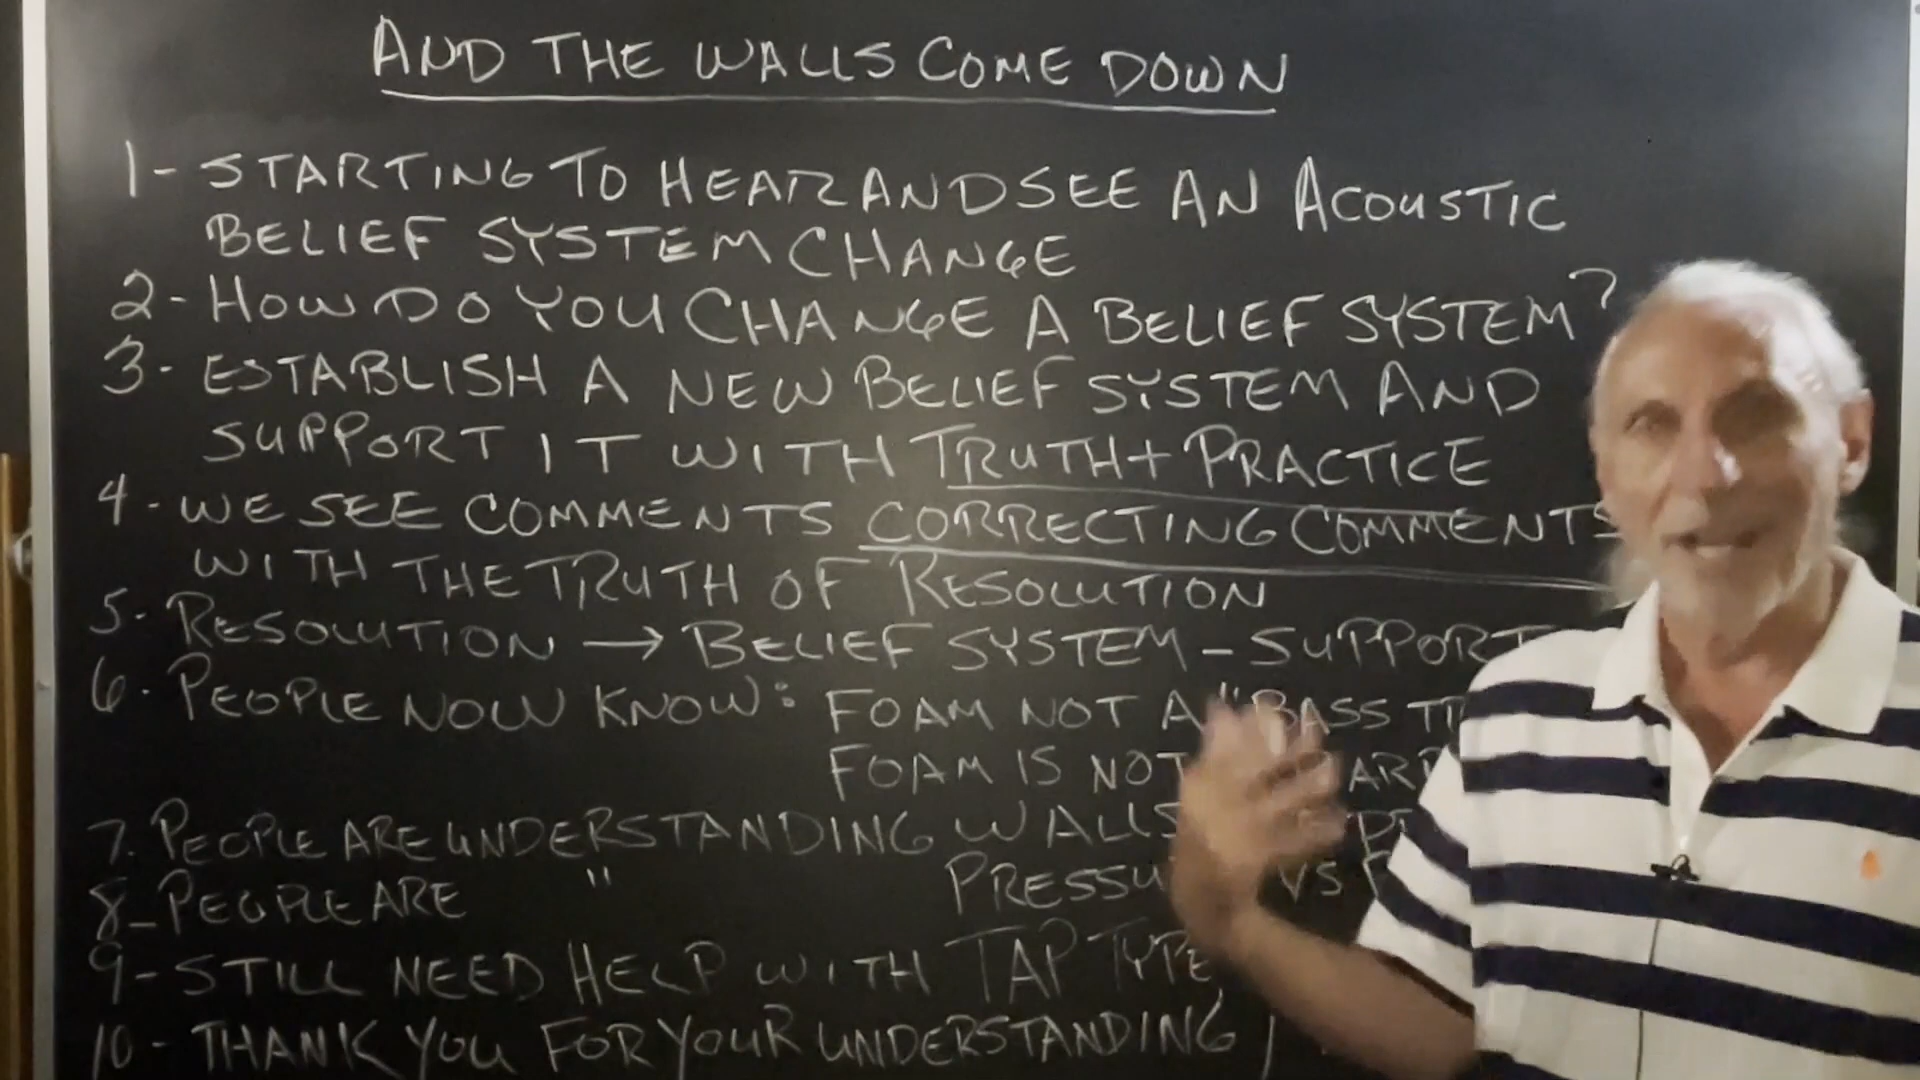 AND THE WALLS COME DOWN
1- STARTING TO HEAR AND SEE AN ACOUSTIC
BELIEF SYSTEM CHANGE
2- HOW DO YOU CHANGE A BELIEF SYSTEM?
3- ESTABLISH A NEW BELIEF SYSTEM AND
SUPPORT IT WITH TRUTH + PRACTICE
4- WE SEE COMMENTS CORRECTING COMMENTS
WITH THE TRUTH OF RESOLUTION
5- RESOLUTION → BELIEF SYSTEM - SUPPORT
6. PEOPLE NOW KNOW: FOAM NOT A "BASS
FOAM IS NOT
7. PEOPLE ARE UNDERSTANDING WALLS
8- PEOPLE ARE " VS
9- STILL NEED HELP WITH TAP TYPE
10- THANK YOU FOR YOUR UNDERSTANDING